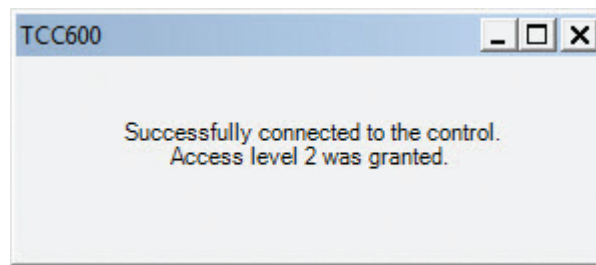 TCC600
Successfully connected to the control.
Access level 2 was granted.